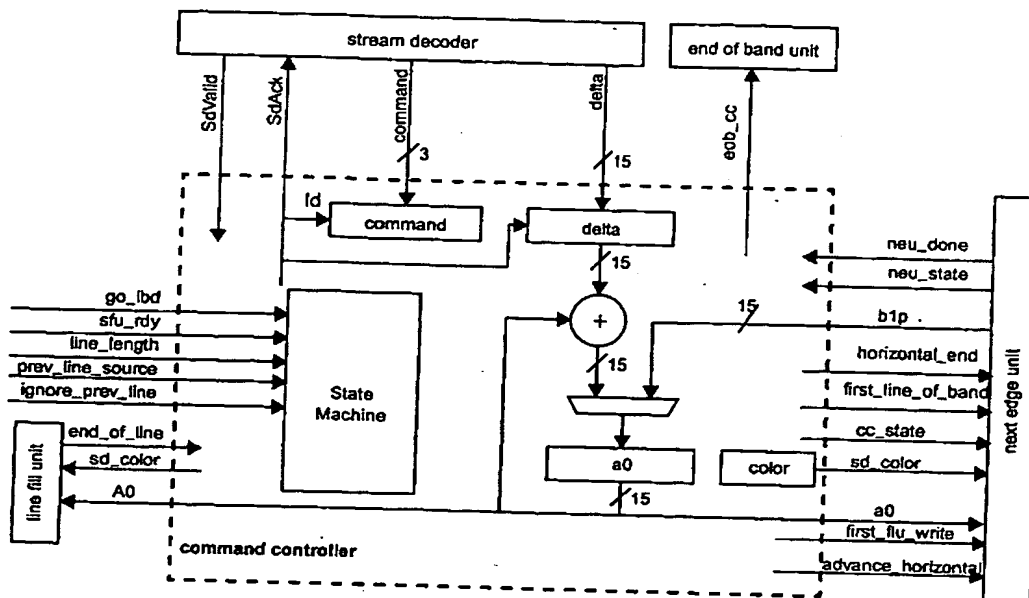 stream decoder
end of band unit
SdValid
SdAck
command
delta
eob_cc
3
15
ld
command
delta
15
neu_done
neu_state
go_lbd
sfu_rdy
line_length
prev_line_source
ignore_prev_line
State
Machine
+
15
b1p
15
horizontal_end
first_line_of_band
cc_state
next edge unit
line fill unit
end_of_line
sd_color
A0
a0
color
sd_color
15
a0
first_flu_write
command controller
advance_horizontal